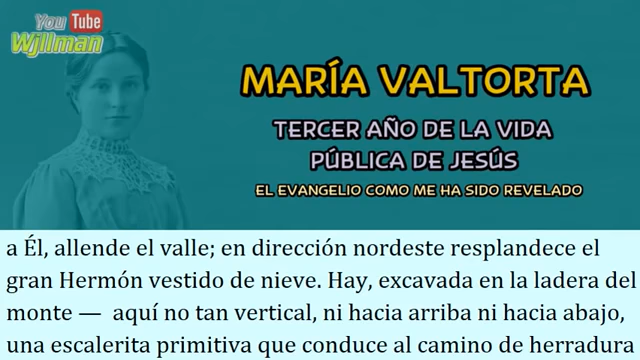 You Tube
Wjllman
MARÍA VALTORTA
TERCER AÑO DE LA VIDA
PÚBLICA DE JESÚS
EL EVANGELIO COMO ME HA SIDO REVELADO
a Él, allende el valle; en dirección nordeste resplandece el
gran Hermón vestido de nieve. Hay, excavada en la ladera del
monte — aquí no tan vertical, ni hacia arriba ni hacia abajo,
una escalerita primitiva que conduce al camino de herradura